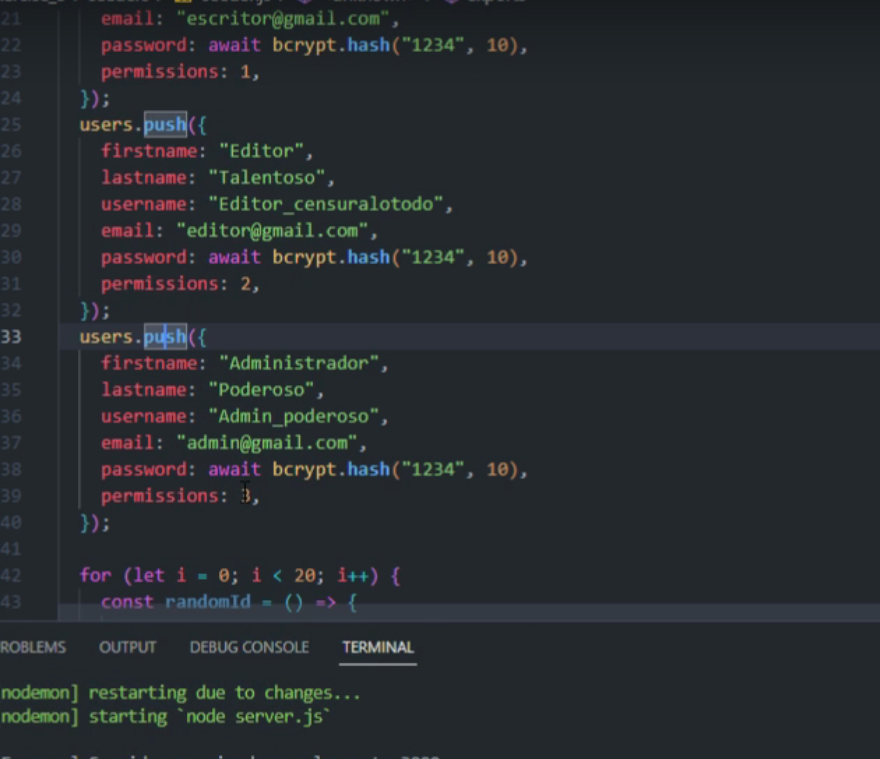 21 email: "escritor@gmail.com",
22 password: await bcrypt.hash("1234", 10),
23 permissions: 1,
24 });
25 users.push({
26 firstname: "Editor",
27 lastname: "Talentoso",
28 username: "Editor_censuralotodo",
29 email: "editor@gmail.com",
30 password: await bcrypt.hash("1234", 10),
31 permissions: 2,
32 });
33 users.push({
34 firstname: "Administrador",
35 lastname: "Poderoso",
36 username: "Admin_poderoso",
37 email: "admin@gmail.com",
38 password: await bcrypt.hash("1234", 10),
39 permissions: 3,
40 });
41
42 for (let i = 0; i < 20; i++) {
43 const randomId = () => {
ROBLEMS OUTPUT DEBUG CONSOLE TERMINAL
nodemon] restarting due to changes...
nodemon] starting `node server.js`